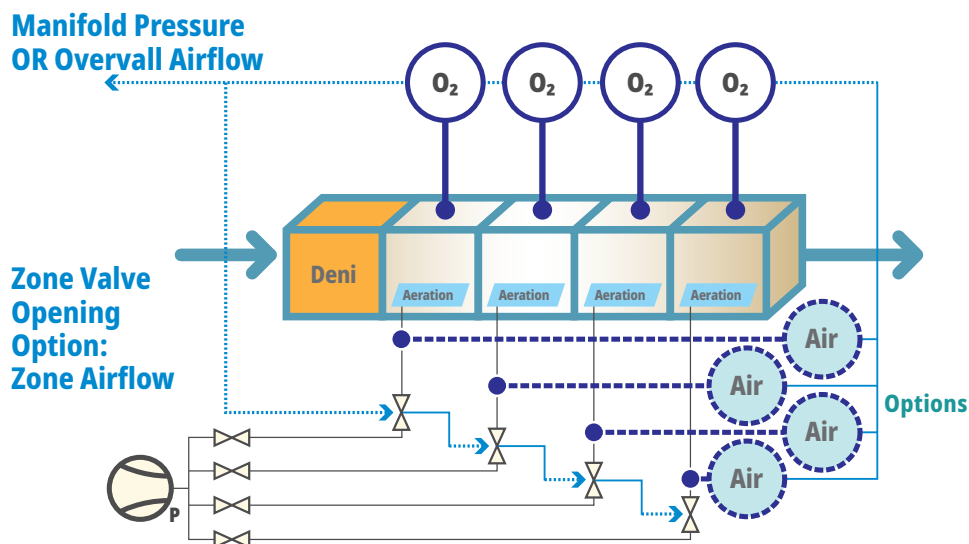 Manifold Pressure
OR Overvall Airflow
O₂ O₂ O₂ O₂
Deni
Aeration Aeration Aeration Aeration
Zone Valve
Opening
Option:
Zone Airflow
Air
Air
Options
Air
Air
P